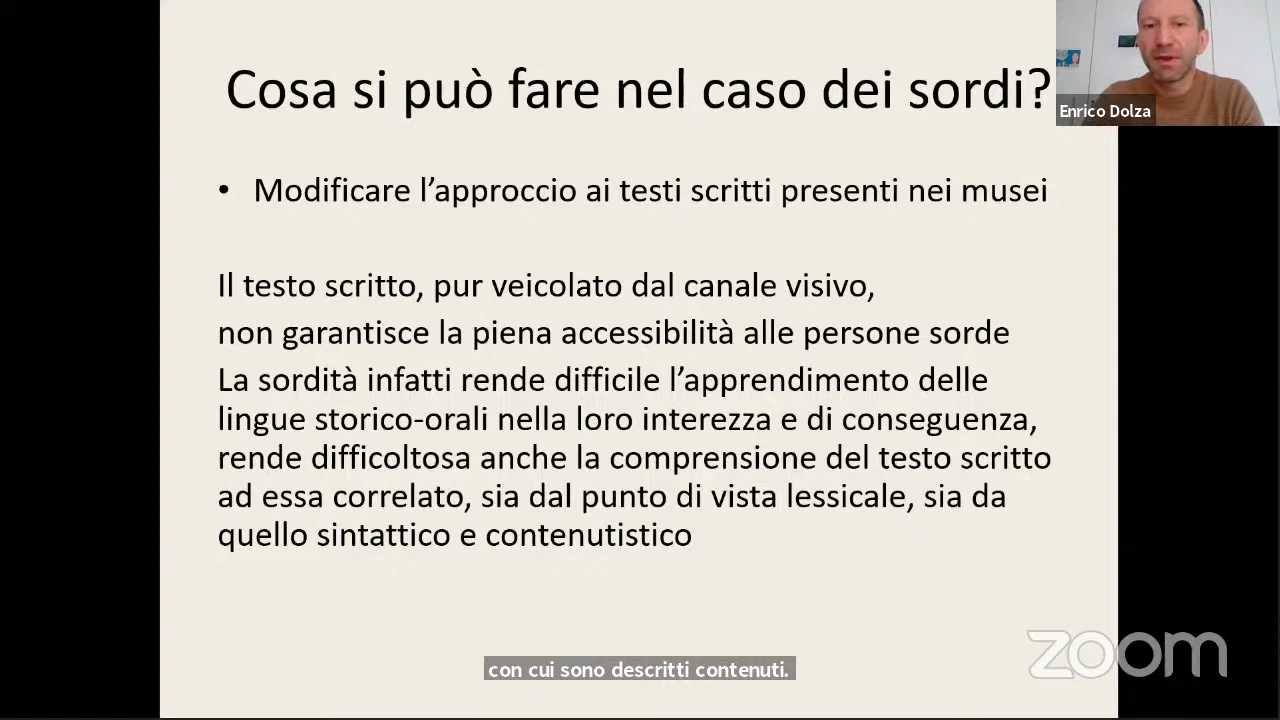 Cosa si può fare nel caso dei sordi?
Enrico Dolza
• Modificare l’approccio ai testi scritti presenti nei musei
Il testo scritto, pur veicolato dal canale visivo,
non garantisce la piena accessibilità alle persone sorde
La sordità infatti rende difficile l’apprendimento delle
lingue storico-orali nella loro interezza e di conseguenza,
rende difficoltosa anche la comprensione del testo scritto
ad essa correlato, sia dal punto di vista lessicale, sia da
quello sintattico e contenutistico
con cui sono descritti contenuti.
zoom